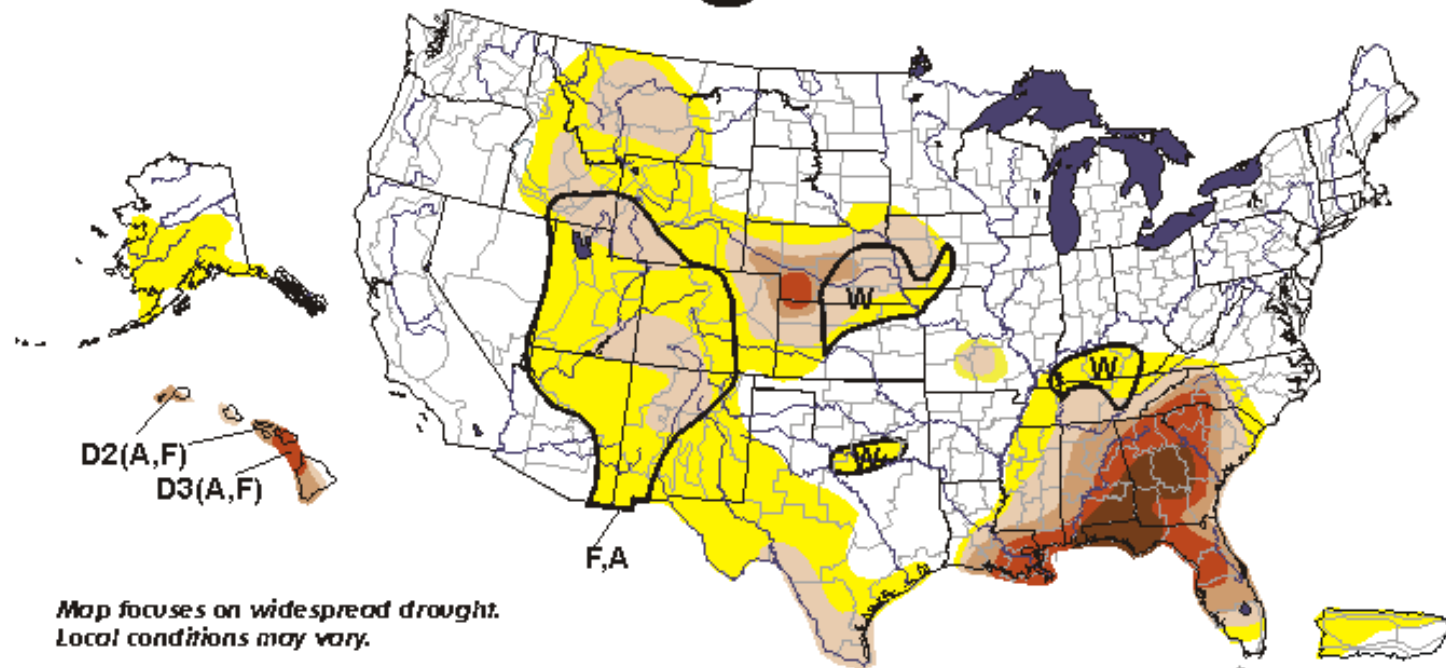 W
W
W
D2(A,F)
D3(A,F)
F,A
Map focuses on widespread drought.
Local conditions may vary.